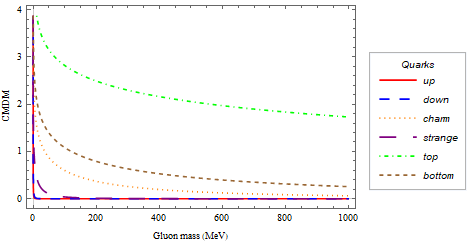 4
3
2
1
0
CMDM
0
200
400
600
800
1000
Gluon mass (MeV)
Quarks
up
down
charm
strange
top
bottom